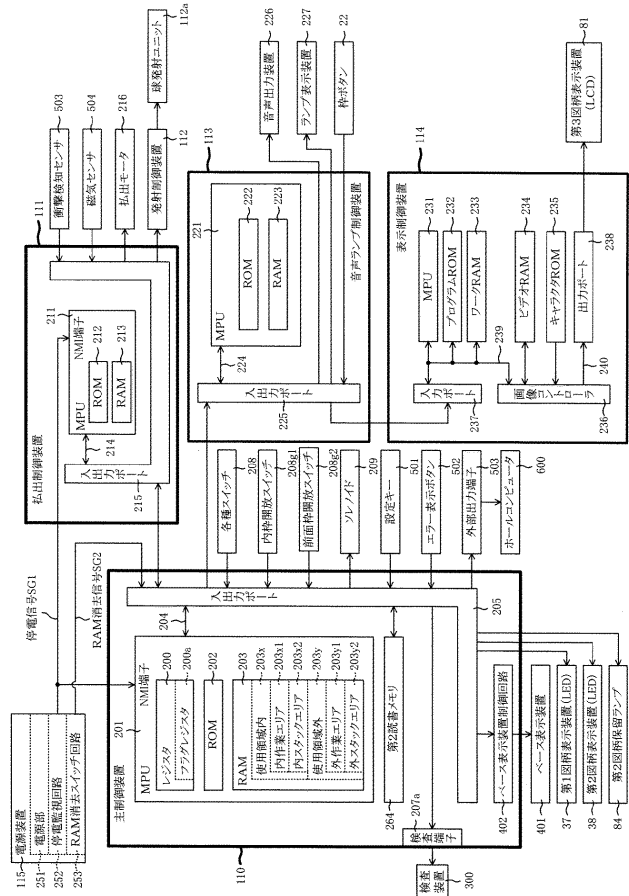 115
電源装置
251
電源部
252
停電監視回路
253
RAM消去スイッチ回路
停電信号SG1
RAM消去信号SG2
払出制御装置
111
211
MPU
NMI端子
ROM
212
RAM
213
214
入出力ポート
215
衝撃検知センサ
503
磁気センサ
504
払出モータ
216
発射制御装置
112
球発射ユニット
112a
113
音声ランプ制御装置
221
MPU
ROM
222
RAM
223
224
入出力ポート
225
音声出力装置
226
ランプ表示装置
227
枠ボタン
22
114
表示制御装置
MPU
231
プログラムROM
232
ワークRAM
233
ビデオRAM
234
キャラクタROM
235
出力ポート
238
入力ポート
237
画像コントローラ
236
239
240
第3図柄表示装置
(LCD)
81
110
主制御装置
201
MPU
NMI端子
レジスタ
200
フラグレジスタ
200a
ROM
202
RAM
203
使用領域内
203x
内作業エリア
203x1
内スタックエリア
203x2
使用領域外
203y
外作業エリア
203y1
外スタックエリア
203y2
204
入出力ポート
205
第2読書メモリ
264
207a
検査端子
検査装置
300
各種スイッチ
208
内枠開放スイッチ
208g1
前面枠開放スイッチ
208g2
ソレノイド
209
設定キー
501
エラー表示ボタン
502
外部出力端子
503
ホールコンピュータ
600
ベース表示装置制御回路
402
ベース表示装置
401
第1図柄表示装置(LED)
37
第2図柄表示装置(LED)
38
第2図柄保留ランプ
84